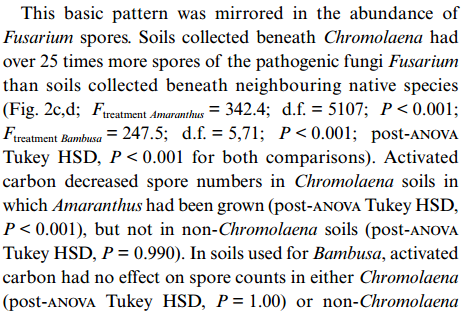 This basic pattern was mirrored in the abundance of
Fusarium spores. Soils collected beneath Chromolaena had
over 25 times more spores of the pathogenic fungi Fusarium
than soils collected beneath neighbouring native species
(Fig. 2c,d; Ftreatment Amaranthus = 342.4; d.f. = 5107; P < 0.001;
Ftreatment Bambusa = 247.5; d.f. = 5,71; P < 0.001; post-ANOVA
Tukey HSD, P < 0.001 for both comparisons). Activated
carbon decreased spore numbers in Chromolaena soils in
which Amaranthus had been grown (post-ANOVA Tukey HSD,
P < 0.001), but not in non-Chromolaena soils (post-ANOVA
Tukey HSD, P = 0.990). In soils used for Bambusa, activated
carbon had no effect on spore counts in either Chromolaena
(post-ANOVA Tukey HSD, P = 1.00) or non-Chromolaena